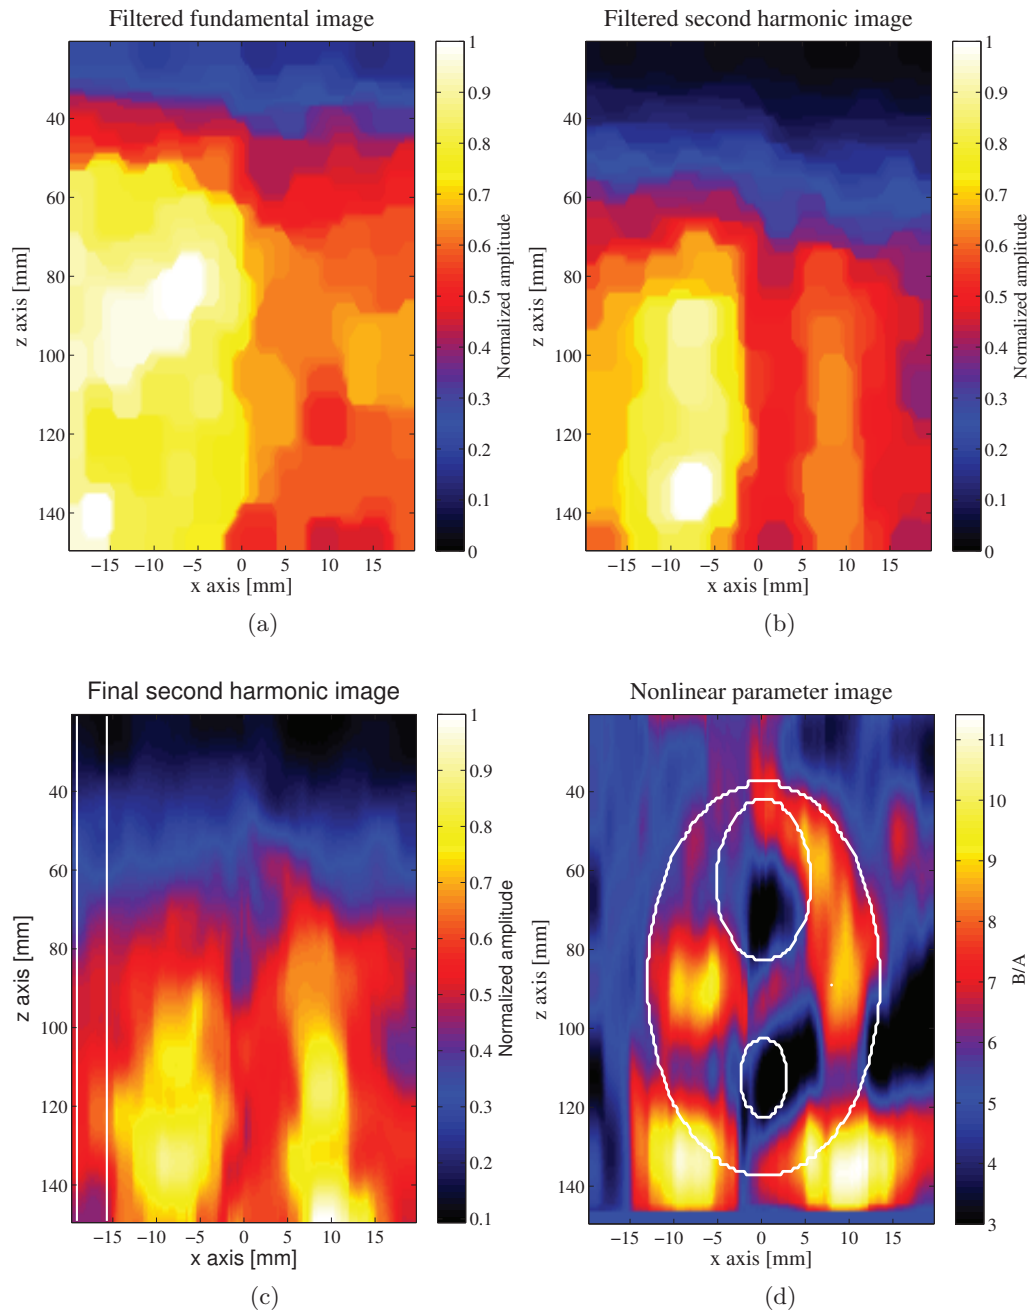 Filtered fundamental image
Filtered second harmonic image
40
60
80
100
120
140
z axis [mm]
−15 −10 −5 0 5 10 15
x axis [mm]
1
0.9
0.8
0.7
0.6
0.5
0.4
0.3
0.2
0.1
0
Normalized amplitude
(a)
40
60
80
100
120
140
z axis [mm]
−15 −10 −5 0 5 10 15
x axis [mm]
1
0.9
0.8
0.7
0.6
0.5
0.4
0.3
0.2
0.1
0
Normalized amplitude
(b)
Final second harmonic image
Nonlinear parameter image
40
60
80
100
120
140
z axis [mm]
−15 −10 −5 0 5 10 15
x axis [mm]
1
0.9
0.8
0.7
0.6
0.5
0.4
0.3
0.2
0.1
Normalized amplitude
(c)
40
60
80
100
120
140
z axis [mm]
−15 −10 −5 0 5 10 15
x axis [mm]
11
10
9
8
7
6
5
4
3
B/A
(d)